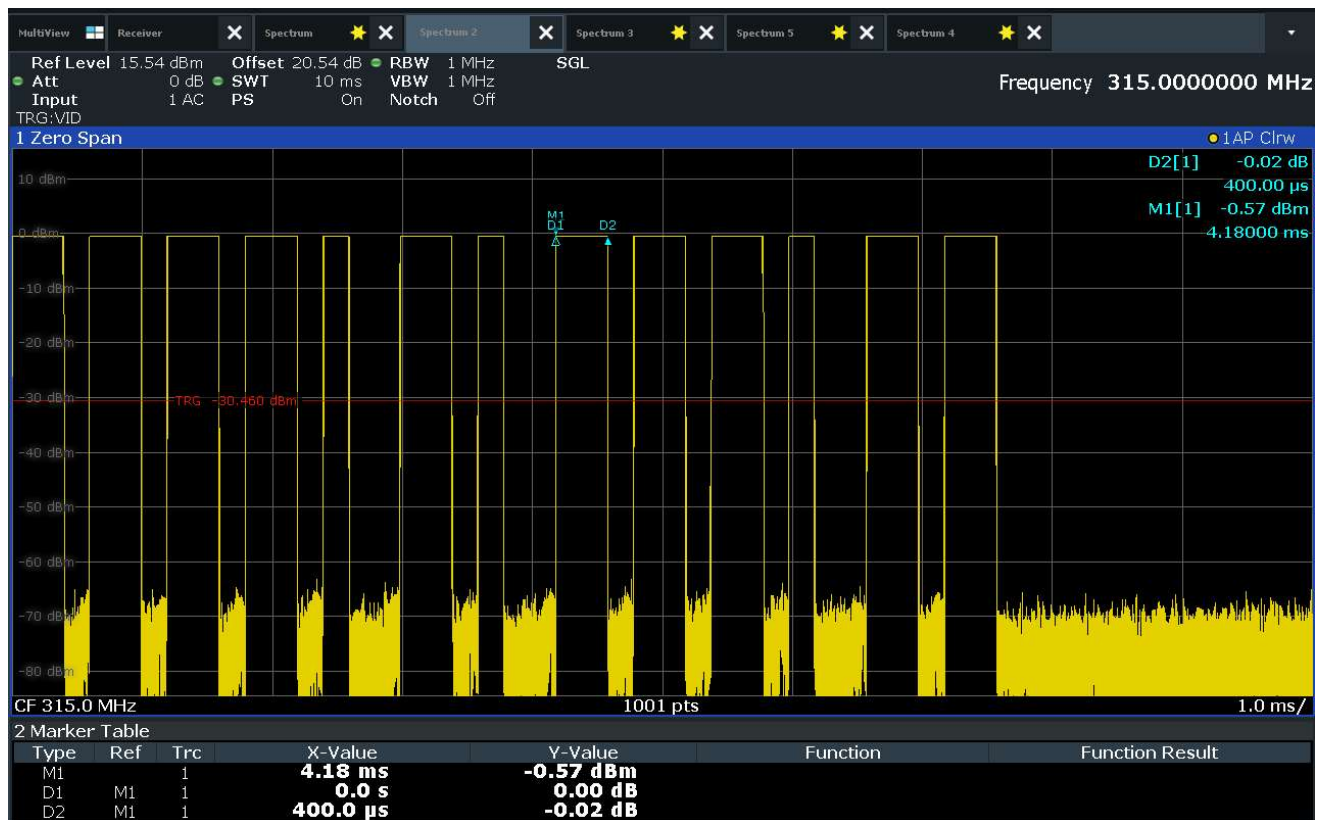 MultiView Receiver Spectrum Spectrum 2 Spectrum 3 Spectrum 5 Spectrum 4
Ref Level 15.54 dBm Offset 20.54 dB RBW 1 MHz SGL
Att 0 dB SWT 10 ms VBW 1 MHz Frequency 315.0000000 MHz
Input 1 AC PS On Notch Off
TRG:VID
1 Zero Span 1AP Clrw
D2[1] -0.02 dB
10 dBm 400.00 µs
M1[1] -0.57 dBm
M1
D1 D2
0 dBm 4.18000 ms
-10 dBm
-20 dBm
-30 dBm TRG -30.460 dBm
-40 dBm
-50 dBm
-60 dBm
-70 dBm
-80 dBm
CF 315.0 MHz 1001 pts 1.0 ms/
2 Marker Table
Type Ref Trc X-Value Y-Value Function Function Result
M1 1 4.18 ms -0.57 dBm
D1 M1 1 0.0 s 0.00 dB
D2 M1 1 400.0 µs -0.02 dB